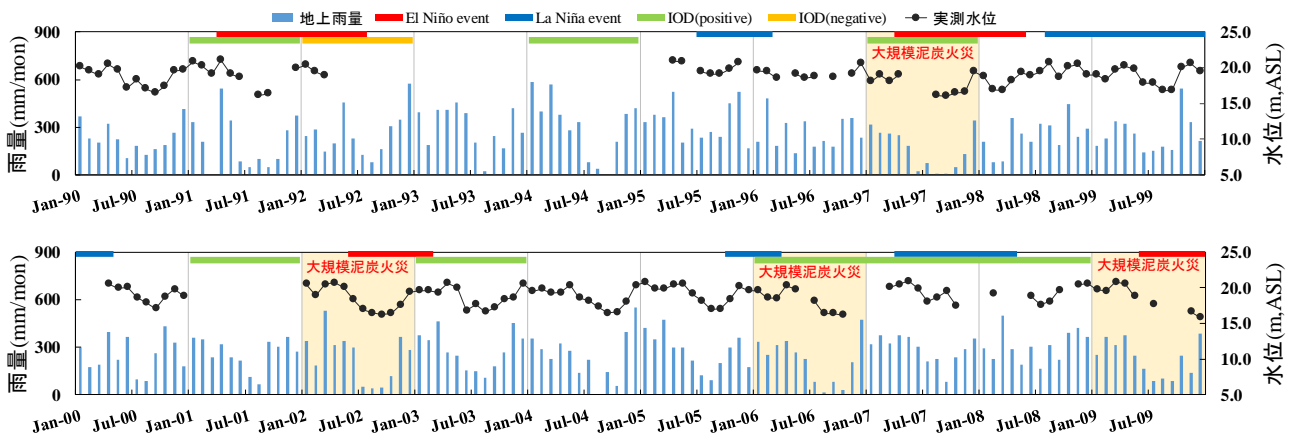 地上雨量 El Niño event La Niña event IOD(positive) IOD(negative) 実測水位
雨量(mm/mon)
900
600
300
0
大規模泥炭火災
25.0
20.0
15.0
10.0
5.0
水位(m,ASL)
Jan-90 Jul-90 Jan-91 Jul-91 Jan-92 Jul-92 Jan-93 Jul-93 Jan-94 Jul-94 Jan-95 Jul-95 Jan-96 Jul-96 Jan-97 Jul-97 Jan-98 Jul-98 Jan-99 Jul-99
雨量(mm/mon)
900
600
300
0
大規模泥炭火災 大規模泥炭火災 大規模泥炭火災
25.0
20.0
15.0
10.0
5.0
水位(m,ASL)
Jan-00 Jul-00 Jan-01 Jul-01 Jan-02 Jul-02 Jan-03 Jul-03 Jan-04 Jul-04 Jan-05 Jul-05 Jan-06 Jul-06 Jan-07 Jul-07 Jan-08 Jul-08 Jan-09 Jul-09